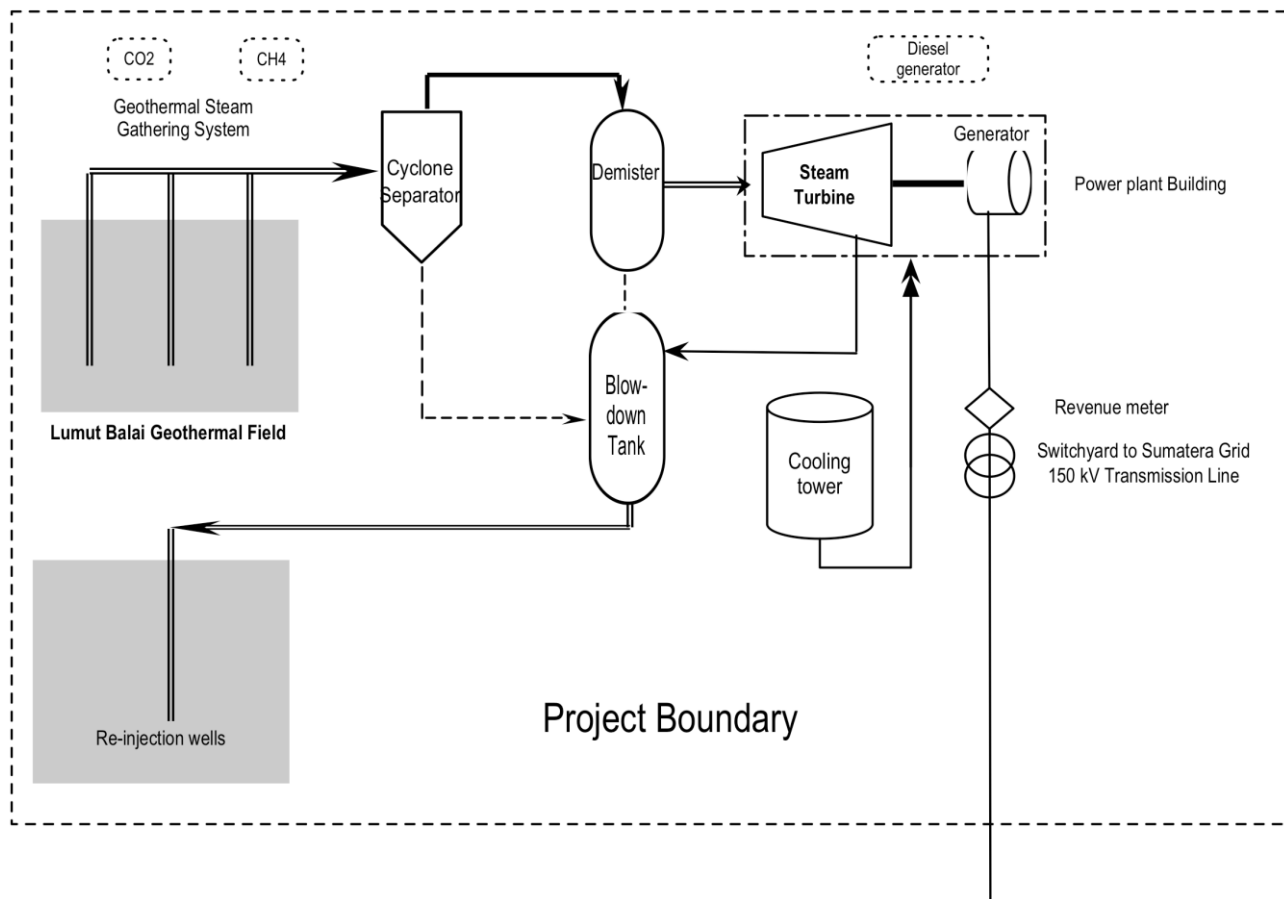 CO2
CH4
Diesel
generator
Geothermal Steam
Gathering System
Generator
Cyclone
Separator
Demister
Steam
Turbine
Power plant Building
Blow-
down
Tank
Lumut Balai Geothermal Field
Revenue meter
Cooling
tower
Switchyard to Sumatera Grid
150 kV Transmission Line
Project Boundary
Re-injection wells